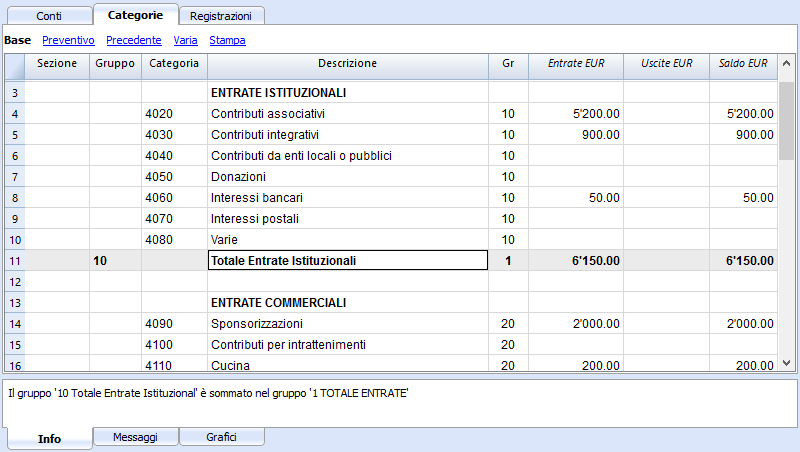 Conti Categorie Registrazioni
Base Preventivo Precedente Varia Stampa
Sezione Gruppo Categoria Descrizione Gr Entrate EUR Uscite EUR Saldo EUR
3 ENTRATE ISTITUZIONALI
4 4020 Contributi associativi 10 5'200.00 5'200.00
5 4030 Contributi integrativi 10 900.00 900.00
6 4040 Contributi da enti locali o pubblici 10
7 4050 Donazioni 10
8 4060 Interessi bancari 10 50.00 50.00
9 4070 Interessi postali 10
10 4080 Varie 10
11 10 Totale Entrate Istituzionali 1 6'150.00 6'150.00
12
13 ENTRATE COMMERCIALI
14 4090 Sponsorizzazioni 20 2'000.00 2'000.00
15 4100 Contributi per intrattenimenti 20
16 4110 Cucina 20 200.00 200.00
Il gruppo '10 Totale Entrate Istituzional' è sommato nel gruppo '1 TOTALE ENTRATE'
Info Messaggi Grafici